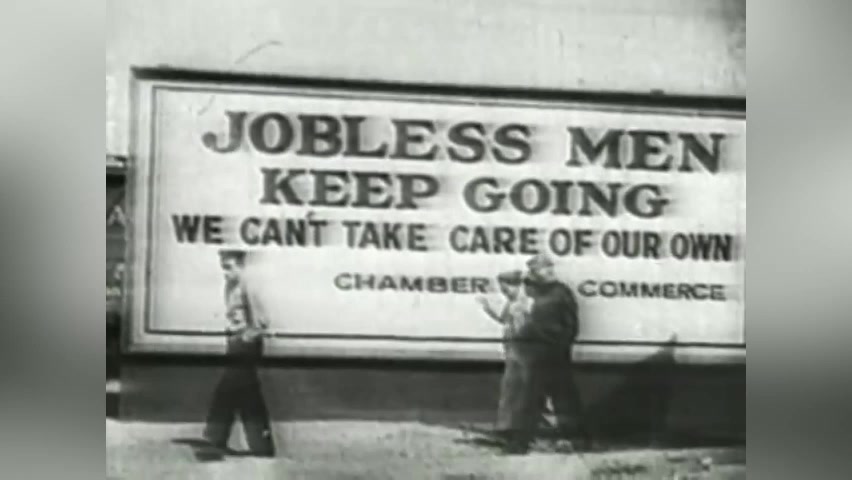 JOBLESS MEN
KEEP GOING
WE CAN'T TAKE CARE OF OUR OWN
CHAMBER COMMERCE